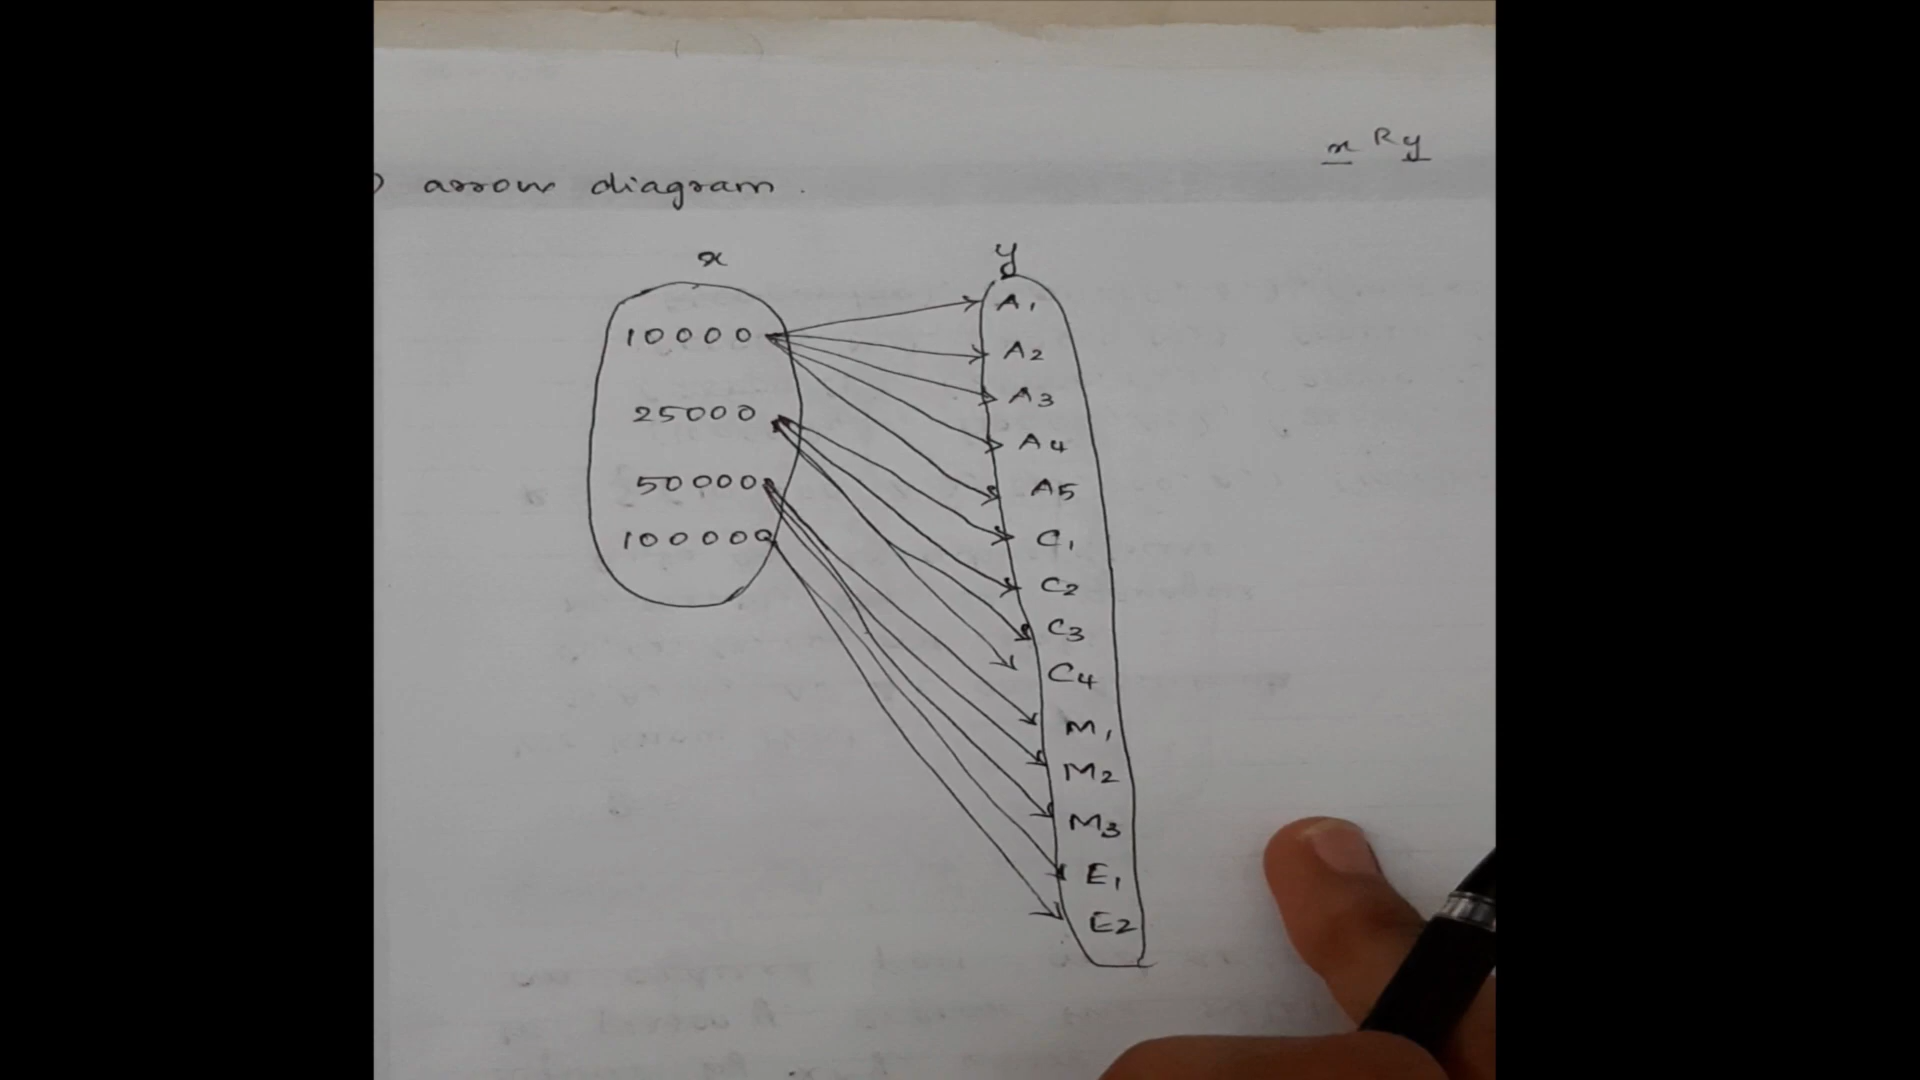 x R y
) arrow diagram.
x y
10000
25000
50000
100000
A1
A2
A3
A4
A5
C1
C2
C3
C4
M1
M2
M3
E1
E2